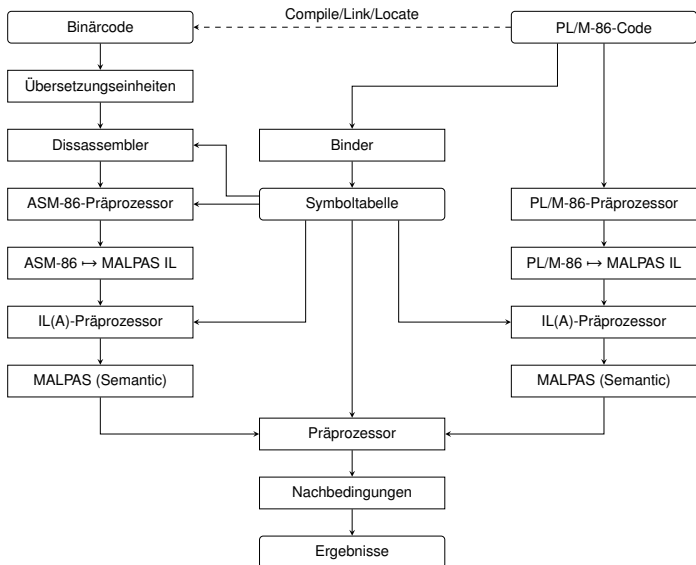 Compile/Link/Locate
Binärcode
PL/M-86-Code
Übersetzungseinheiten
Dissassembler
Binder
ASM-86-Präprozessor
Symboltabelle
PL/M-86-Präprozessor
ASM-86 ↦ MALPAS IL
PL/M-86 ↦ MALPAS IL
IL(A)-Präprozessor
IL(A)-Präprozessor
MALPAS (Semantic)
MALPAS (Semantic)
Präprozessor
Nachbedingungen
Ergebnisse